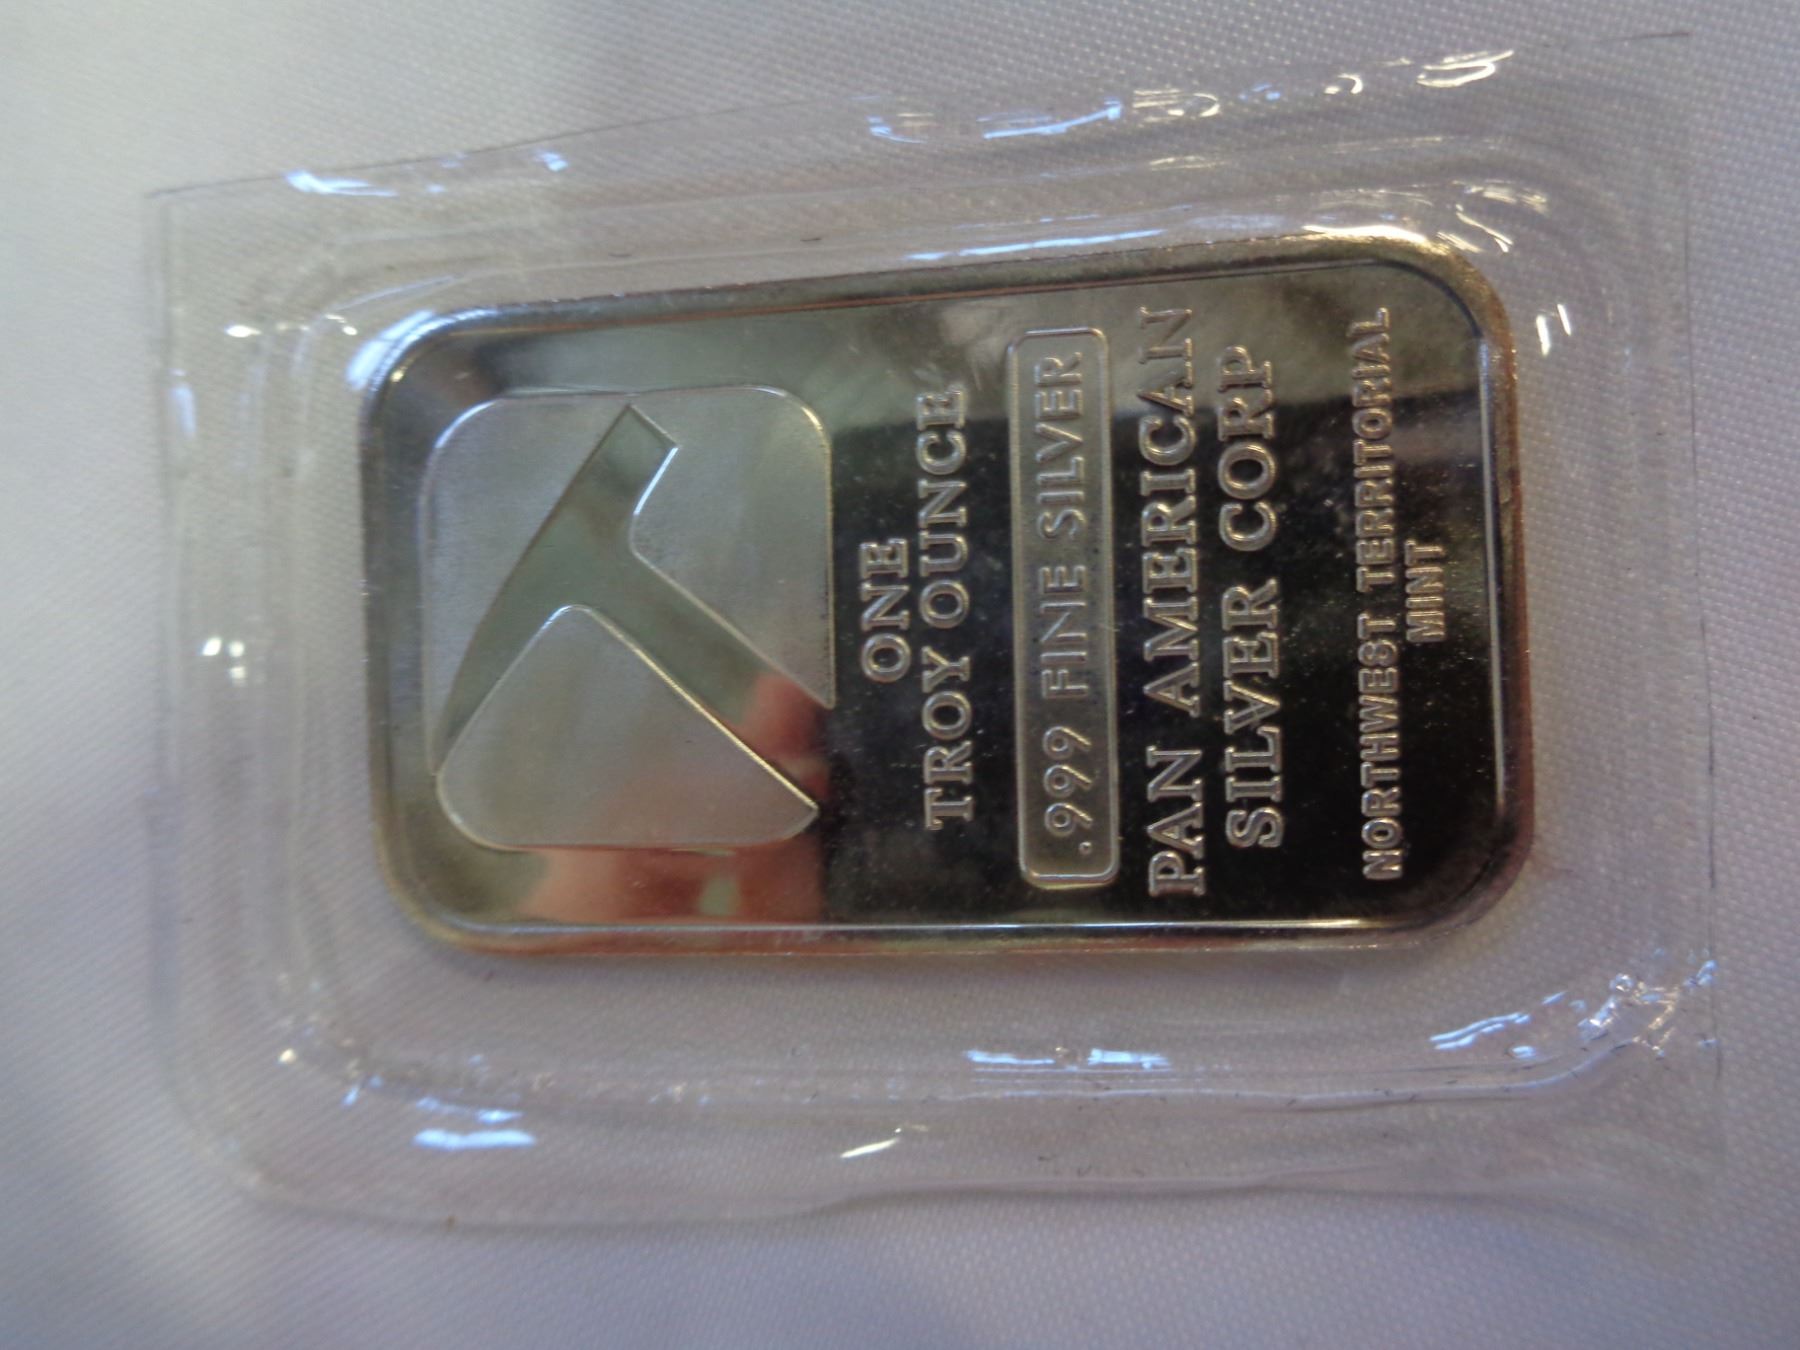 ONE
TROY OUNCE
.999 FINE SILVER
PAN AMERICAN
SILVER CORP
NORTHWEST TERRITORIAL
MINT